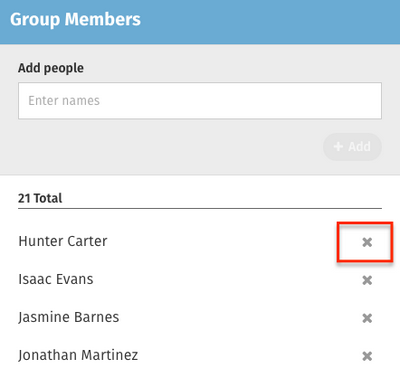 Group Members
Add people
Enter names
+ Add
21 Total
Hunter Carter
Isaac Evans
Jasmine Barnes
Jonathan Martinez